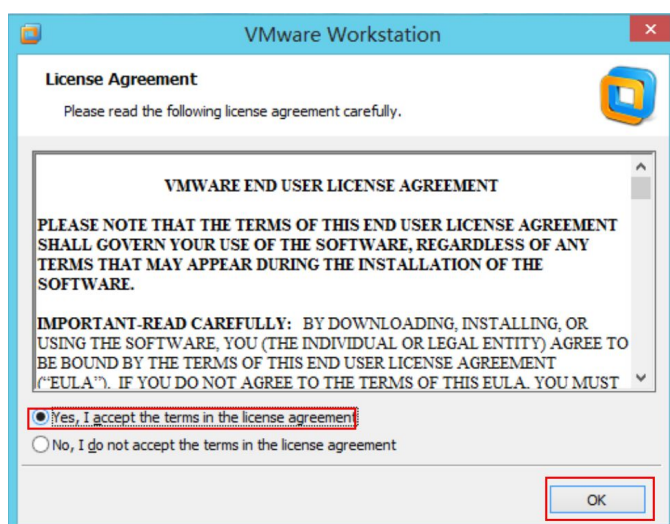 VMware Workstation
License Agreement
Please read the following license agreement carefully.
VMWARE END USER LICENSE AGREEMENT
PLEASE NOTE THAT THE TERMS OF THIS END USER LICENSE AGREEMENT
SHALL GOVERN YOUR USE OF THE SOFTWARE, REGARDLESS OF ANY
TERMS THAT MAY APPEAR DURING THE INSTALLATION OF THE
SOFTWARE.
IMPORTANT-READ CAREFULLY: BY DOWNLOADING, INSTALLING, OR
USING THE SOFTWARE, YOU (THE INDIVIDUAL OR LEGAL ENTITY) AGREE TO
BE BOUND BY THE TERMS OF THIS END USER LICENSE AGREEMENT
(“EULA”). IF YOU DO NOT AGREE TO THE TERMS OF THIS EULA. YOU MUST
Yes, I accept the terms in the license agreement
No, I do not accept the terms in the license agreement
OK